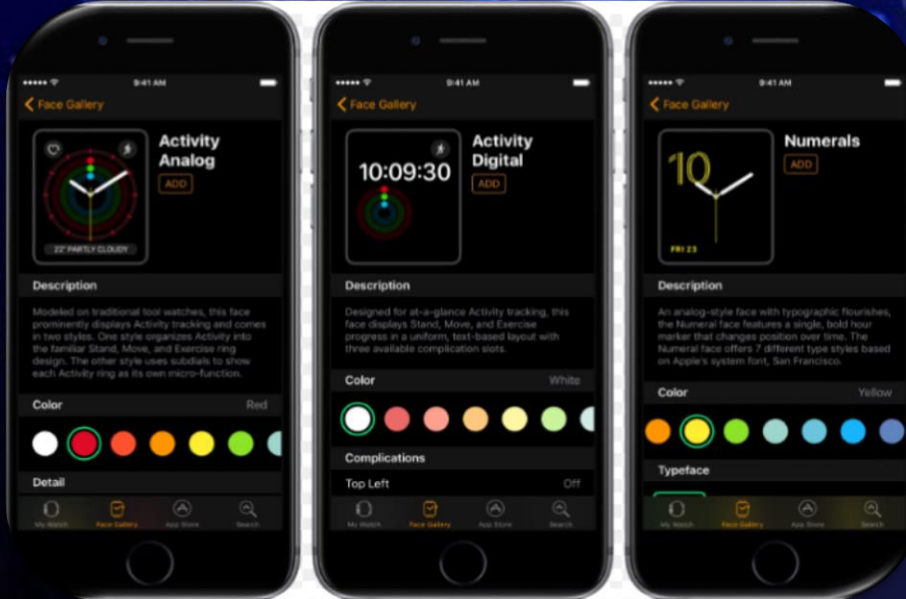 9:41 AM
Face Gallery
Activity
Analog
ADD
22° PARTLY CLOUDY
Description
Modeled on traditional tool watches, this face
prominently displays Activity tracking and comes
in two styles. One style organizes Activity into
the familiar Stand, Move, and Exercise ring
design. The other style uses subdials to show
each Activity ring as its own micro-function.
Color
Red
Detail
My Watch
Face Gallery
App Store
Search
9:41 AM
Face Gallery
10:09:30
Activity
Digital
ADD
Description
Designed for at-a-glance Activity tracking, this
face displays Stand, Move, and Exercise
progress in a uniform, text-based layout with
three available complication slots.
Color
White
Complications
Top Left
Off
My Watch
Face Gallery
App Store
Search
9:41 AM
Face Gallery
10
FRI 23
Numerals
ADD
Description
An analog-style face with typographic flourishes,
the Numeral face features a single, bold hour
marker that changes position over time. The
Numeral face offers 7 different type styles based
on Apple's system font, San Francisco.
Color
Yellow
Typeface
My Watch
Face Gallery
App Store
Search